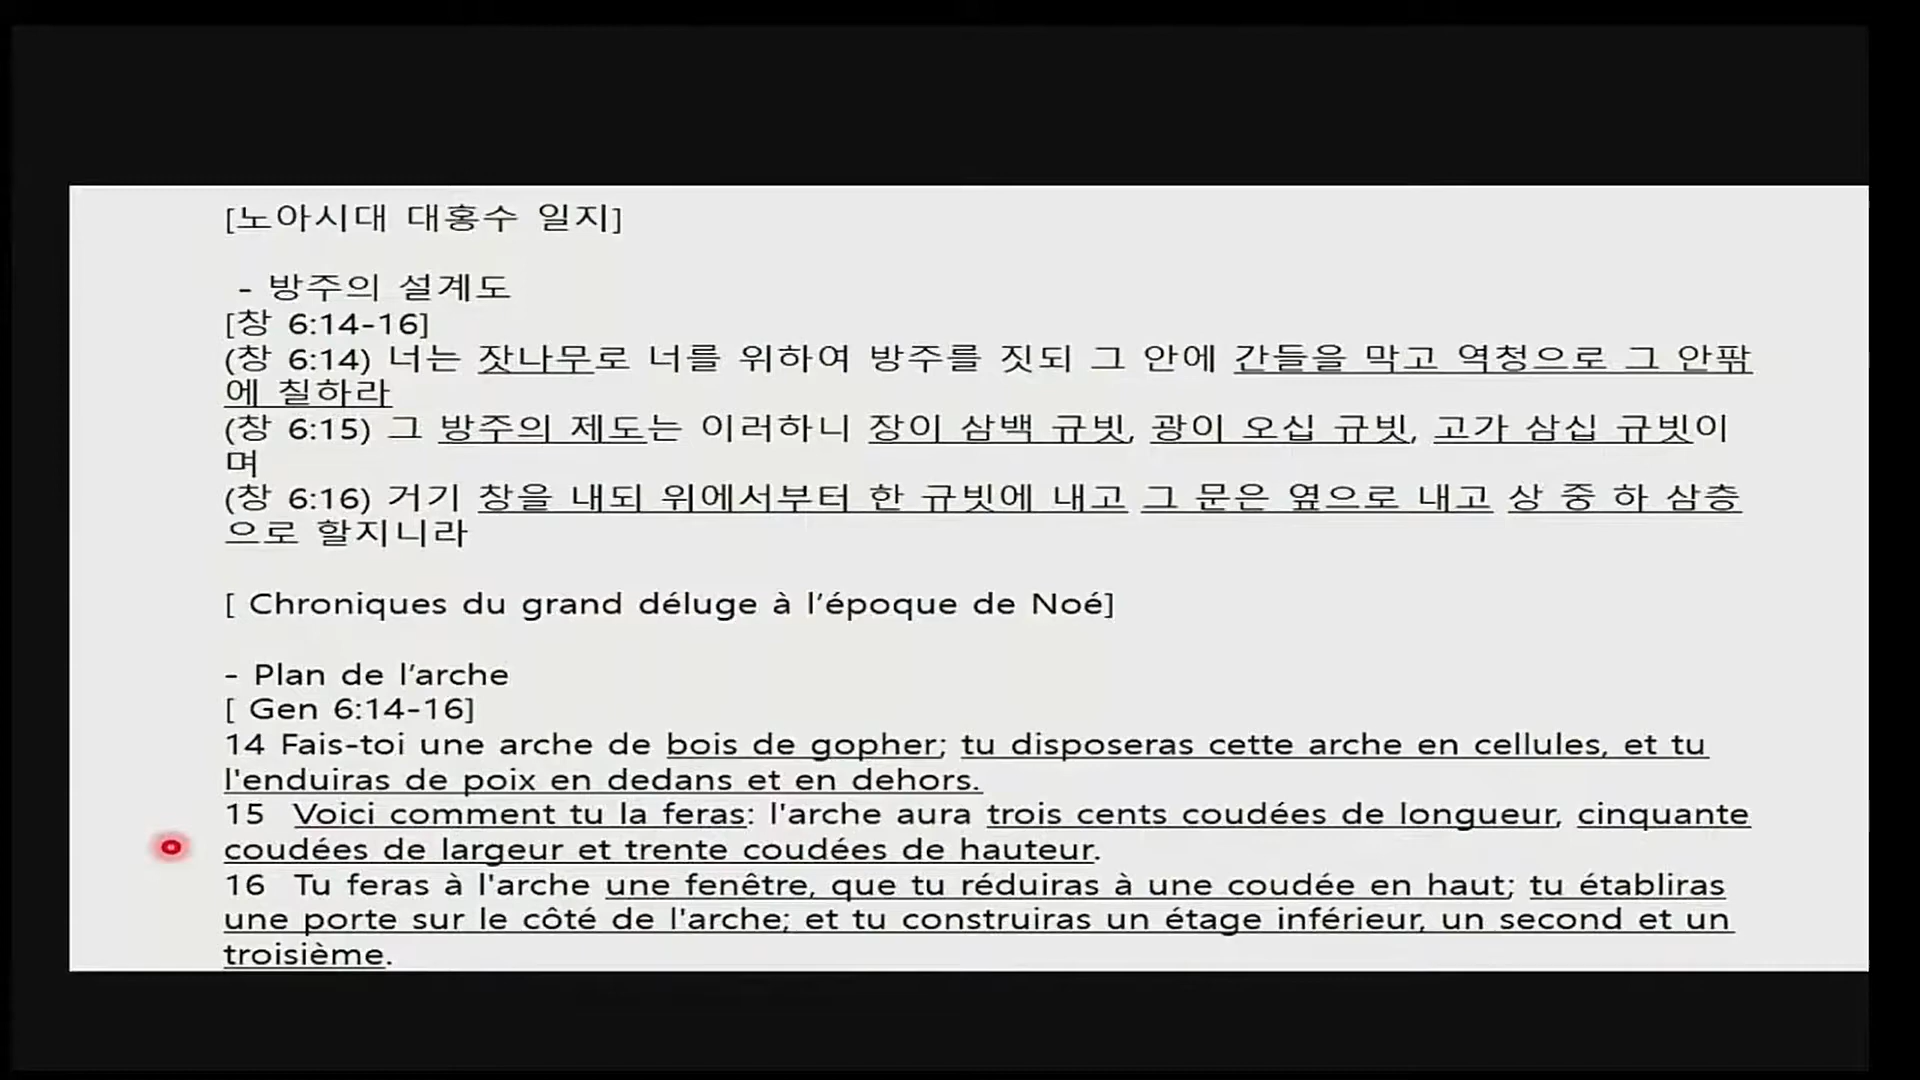 [노아시대 대홍수 일지]
- 방주의 설계도
[창 6:14-16]
(창 6:14) 너는 잣나무로 너를 위하여 방주를 짓되 그 안에 간들을 막고 역청으로 그 안팎
에 칠하라
(창 6:15) 그 방주의 제도는 이러하니 장이 삼백 규빗, 광이 오십 규빗, 고가 삼십 규빗이
며
(창 6:16) 거기 창을 내되 위에서부터 한 규빗에 내고 그 문은 옆으로 내고 상 중 하 삼층
으로 할지니라
[ Chroniques du grand déluge à l’époque de Noé]
- Plan de l’arche
[ Gen 6:14-16]
14 Fais-toi une arche de bois de gopher; tu disposeras cette arche en cellules, et tu
l'enduiras de poix en dedans et en dehors.
15 Voici comment tu la feras: l'arche aura trois cents coudées de longueur, cinquante
coudées de largeur et trente coudées de hauteur.
16 Tu feras à l'arche une fenêtre, que tu réduiras à une coudée en haut; tu établiras
une porte sur le côté de l'arche; et tu construiras un étage inférieur, un second et un
troisième.